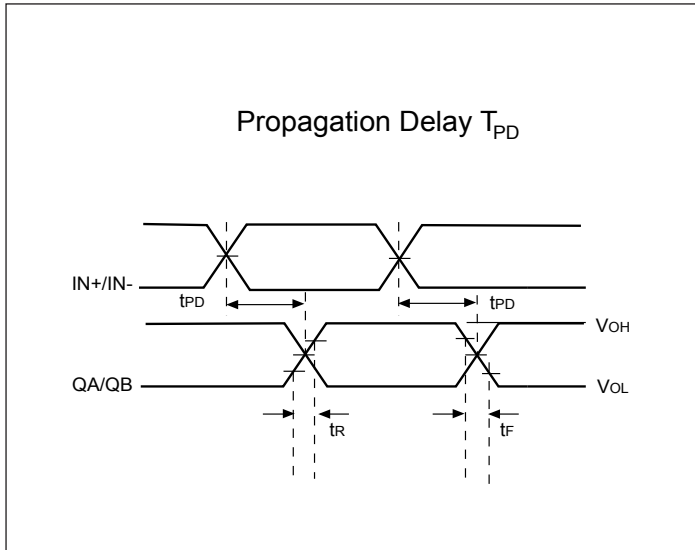 Propagation Delay TPD
IN+/IN-
tPD
tPD
VOH
QA/QB
VOL
tR
tF